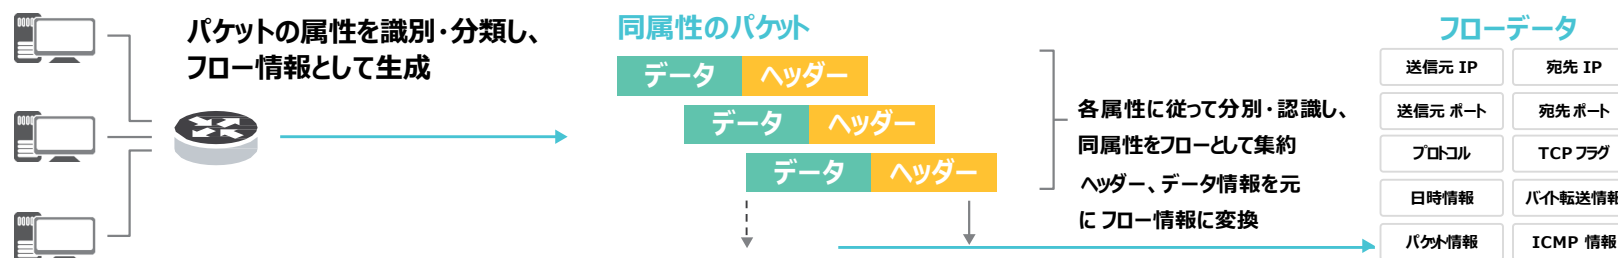 パケットの属性を識別・分類し、
フロー情報として生成
同属性のパケット
データ ヘッダー
データ ヘッダー
データ ヘッダー
各属性に従って分別・認識し、
同属性をフローとして集約
ヘッダー、データ情報を元
に フロー情報に変換
フローデータ
送信元 IP 宛先 IP
送信元 ポート 宛先 ポート
プロトコル TCP フラグ
日時情報 バイト転送情報
パケット情報 ICMP 情報